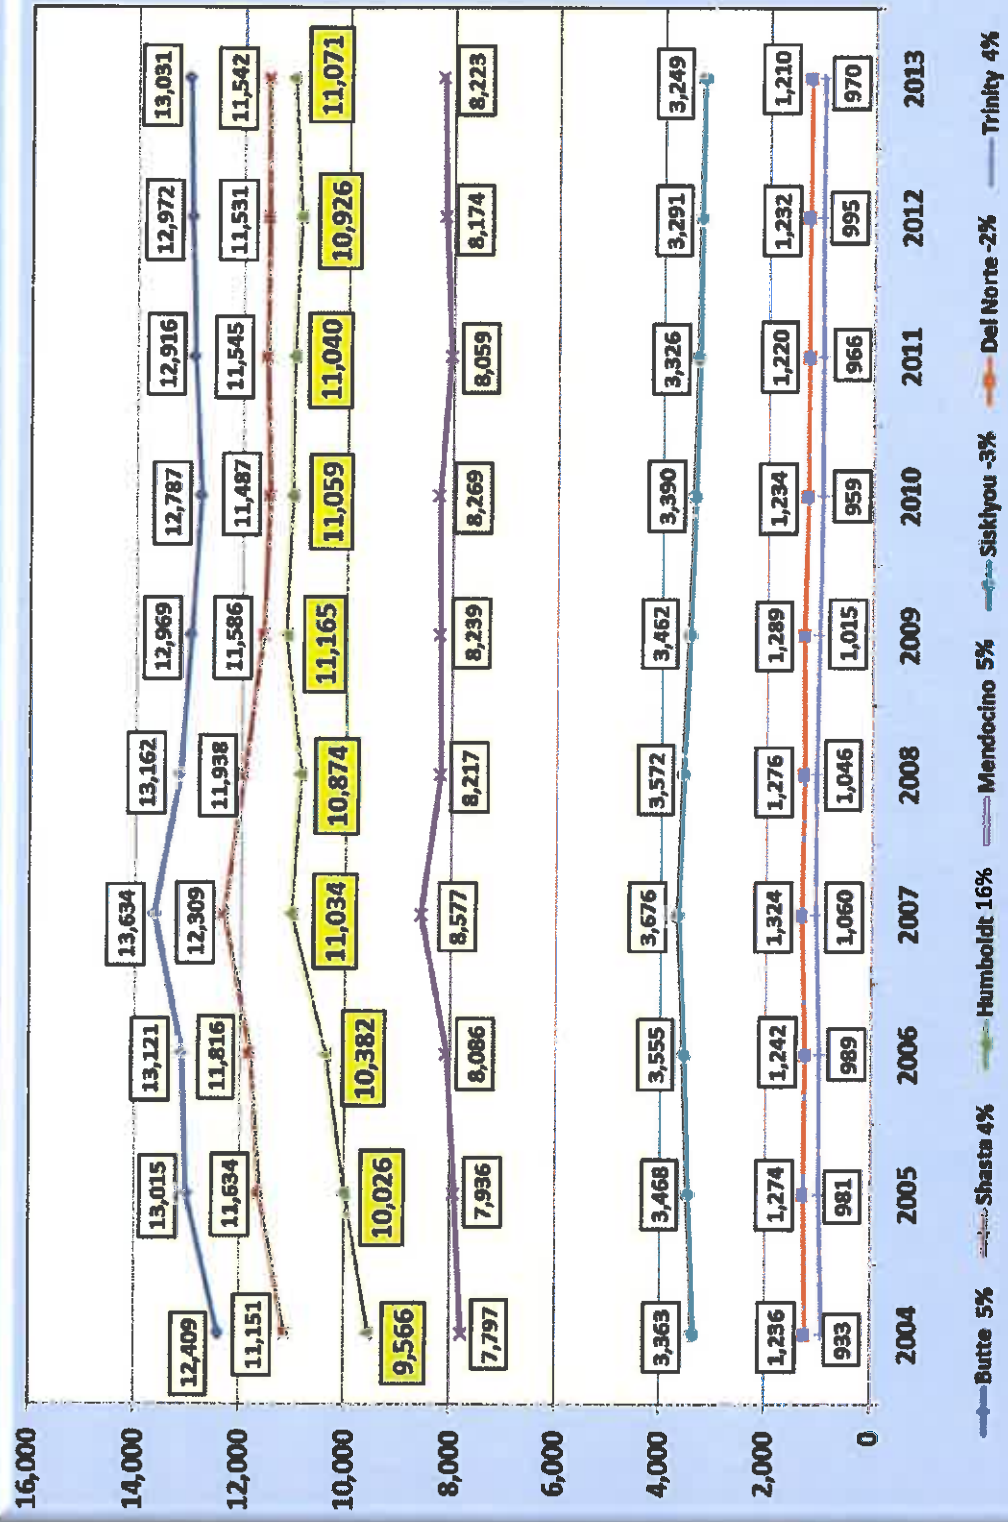 16,000
14,000
12,000
10,000
8,000
6,000
4,000
2,000
0
12,409 13,015 13,121 13,634 13,162 12,969 12,787 12,916 12,972 13,031
11,151 11,634 11,816 12,309 11,938 11,586 11,487 11,545 11,531 11,542
9,566 10,026 10,382 11,034 10,874 11,165 11,059 11,040 10,926 11,071
7,797 7,936 8,086 8,577 8,217 8,239 8,269 8,059 8,174 8,223
3,363 3,468 3,555 3,676 3,572 3,462 3,390 3,326 3,291 3,249
1,236 1,274 1,242 1,324 1,276 1,289 1,234 1,220 1,232 1,210
933 981 989 1,060 1,046 1,015 959 966 995 970
2004 2005 2006 2007 2008 2009 2010 2011 2012 2013
Butte 5% Shasta 4% Humboldt 16% Mendocino 5% Siskiyou -3% Del Norte -2% Trinity 4%